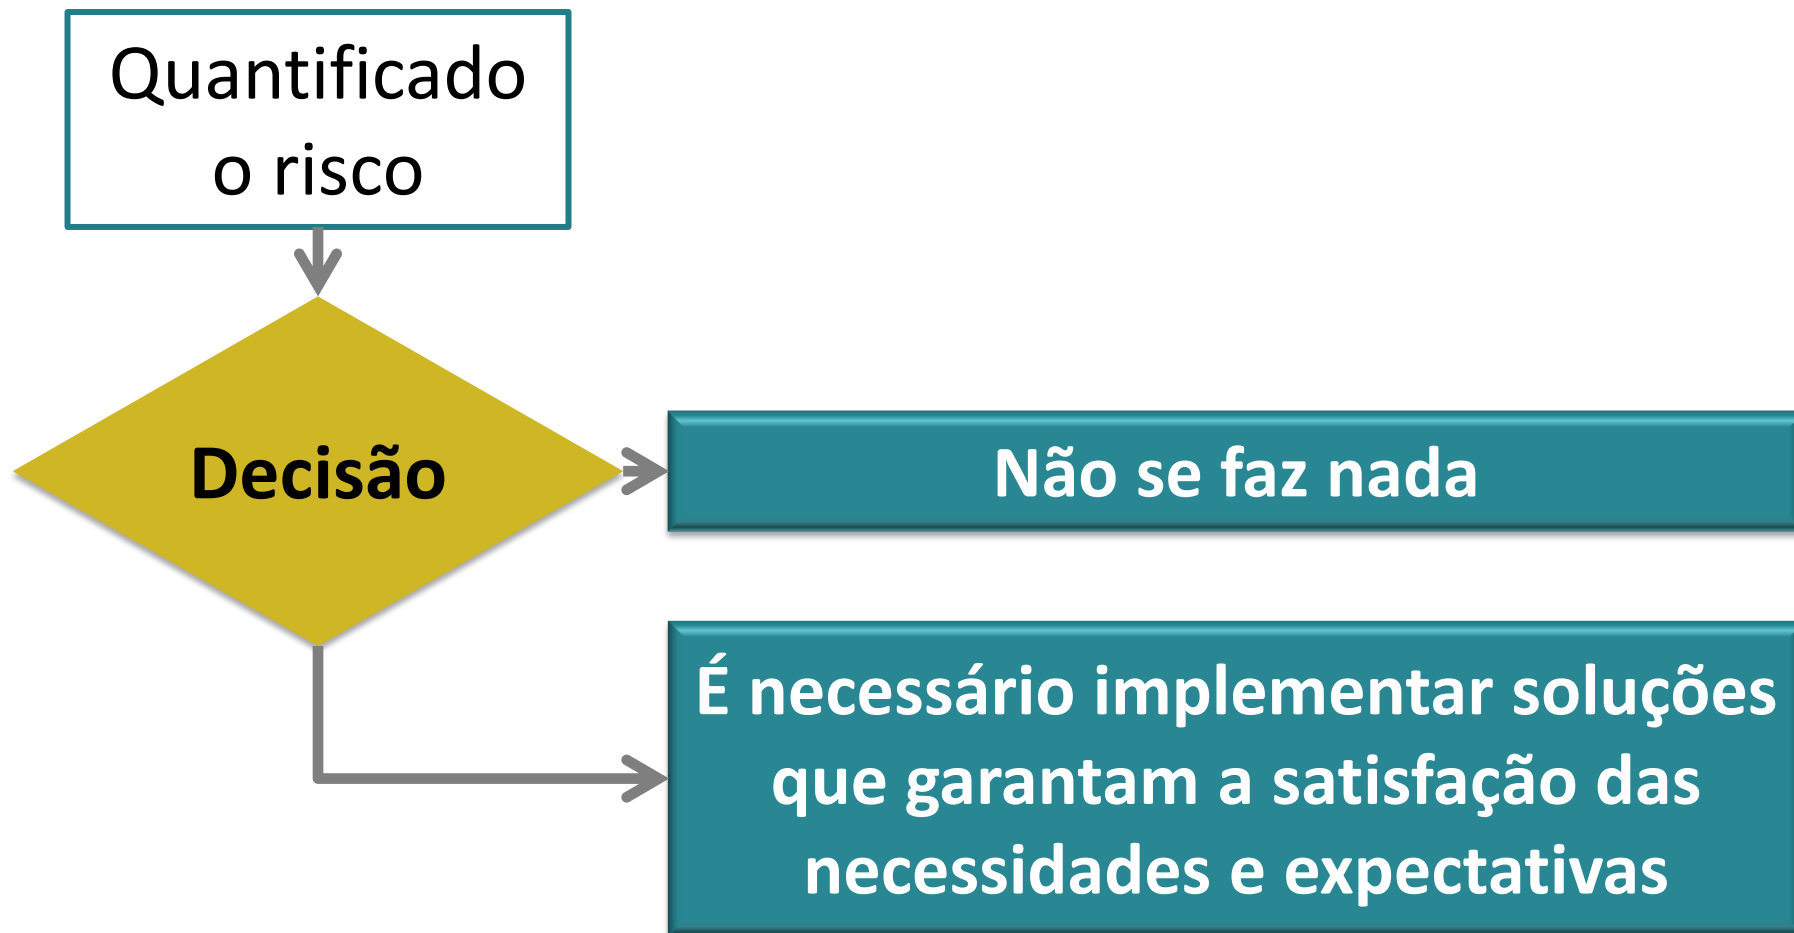 Quantificado
o risco
Decisão
Não se faz nada
É necessário implementar soluções
que garantam a satisfação das
necessidades e expectativas